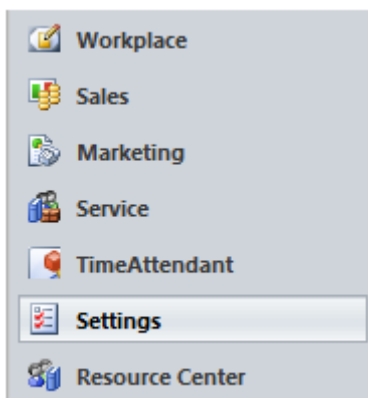 Workplace
Sales
Marketing
Service
TimeAttendant
Settings
Resource Center